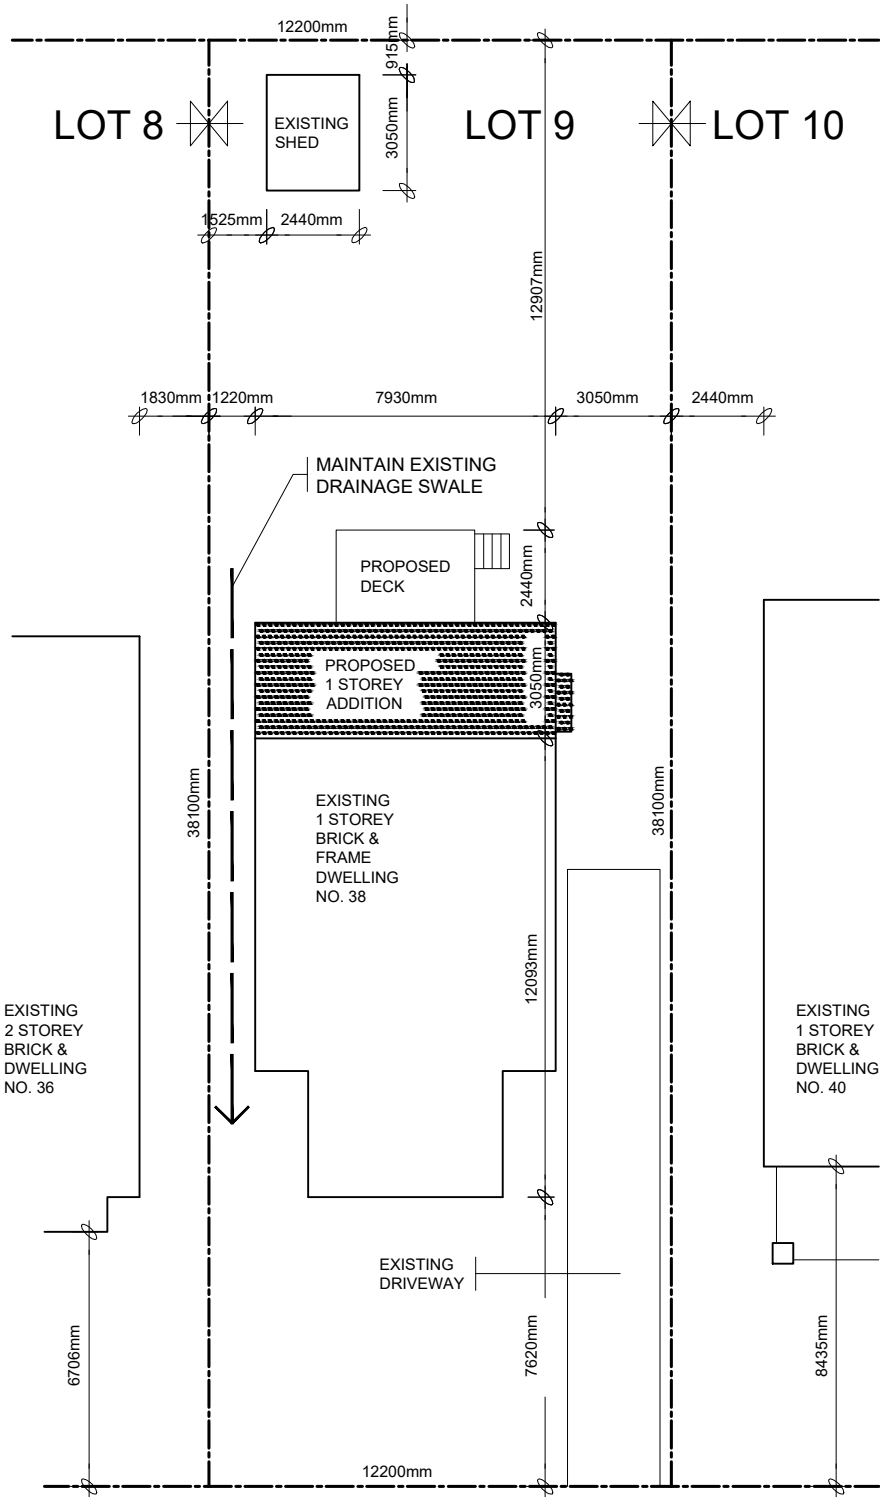 12200mm
915mm
LOT 8
EXISTING
SHED
3050mm
LOT 9
LOT 10
1525mm
2440mm
12907mm
1830mm
1220mm
7930mm
3050mm
2440mm
MAINTAIN EXISTING
DRAINAGE SWALE
PROPOSED
DECK
2440mm
PROPOSED
1 STOREY
ADDITION
3050mm
38100mm
EXISTING
1 STOREY
BRICK &
FRAME
DWELLING
NO. 38
38100mm
12093mm
EXISTING
2 STOREY
BRICK &
DWELLING
NO. 36
EXISTING
1 STOREY
BRICK &
DWELLING
NO. 40
EXISTING
DRIVEWAY
6706mm
7620mm
8435mm
12200mm